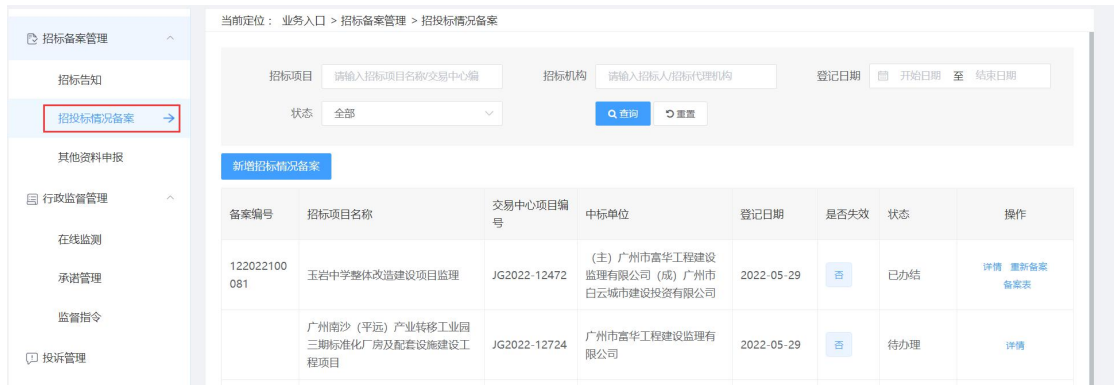 当前定位： 业务入口 > 招标备案管理 > 招投标情况备案
招标备案管理
招标告知
招投标情况备案
其他资料申报
行政监督管理
在线监测
承诺管理
监督指令
投诉管理
招标项目 请输入招标项目名称/交易中心编 招标机构 请输入招标人/招标代理机构 登记日期 开始日期 至 结束日期
状态 全部 查询 重置
新增招标情况备案
备案编号 招标项目名称 交易中心项目编 中标单位 登记日期 是否失效 状态 操作
号
122022100 玉岩中学整体改造建设项目监理 JG2022-12472 （主）广州市富华工程建设 2022-05-29 否 已办结 详情 重新备案
081 监理有限公司（成）广州市 备案表
白云城市建设投资有限公司
广州南沙（平远）产业转移工业园
三期标准化厂房及配套设施建设工 JG2022-12724 广州市富华工程建设监理有 2022-05-29 否 待办理 详情
程项目 限公司